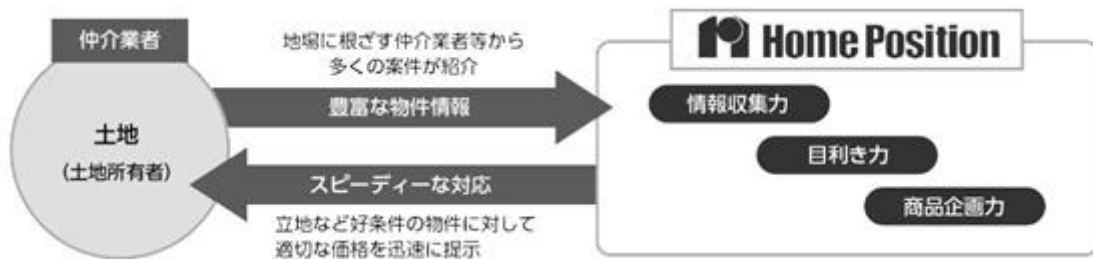 仲介業者
土地
(土地所有者)
地場に根ざす仲介業者等から
多くの案件が紹介
豊富な物件情報
スピーディーな対応
立地など好条件の物件に対して
適切な価格を迅速に提示
Home Position
情報収集力
目利き力
商品企画力